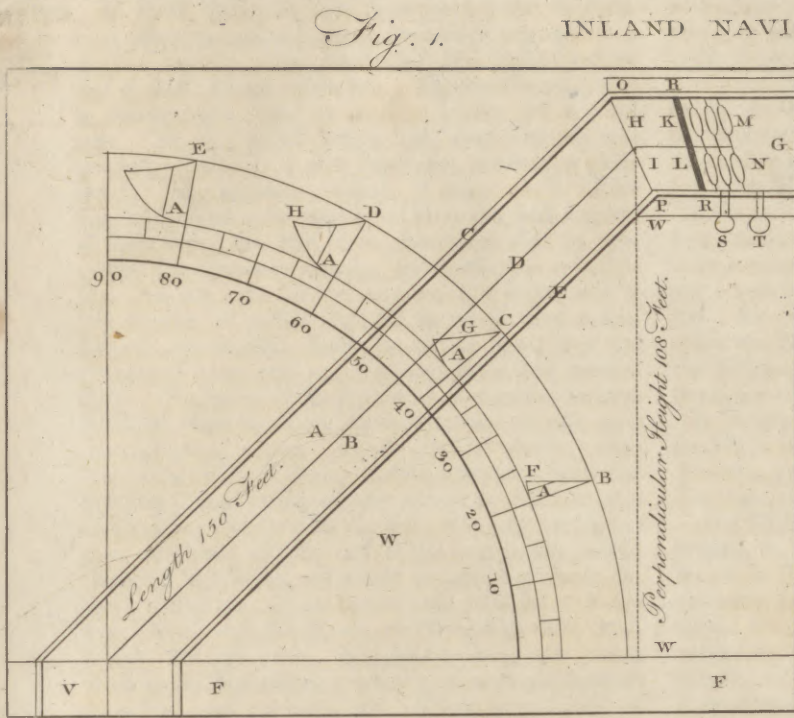 Fig. 1.
INLAND NAVI
O R
H K M
G
I L N
E
A
H D
A
C
P R
W
S T
D
E
90 80 70 60 50 40 30 20 10
G C
A
A
B
F B
A
Length 150 Feet.
Perpendicular Height 108 Feet.
W
W
V F F